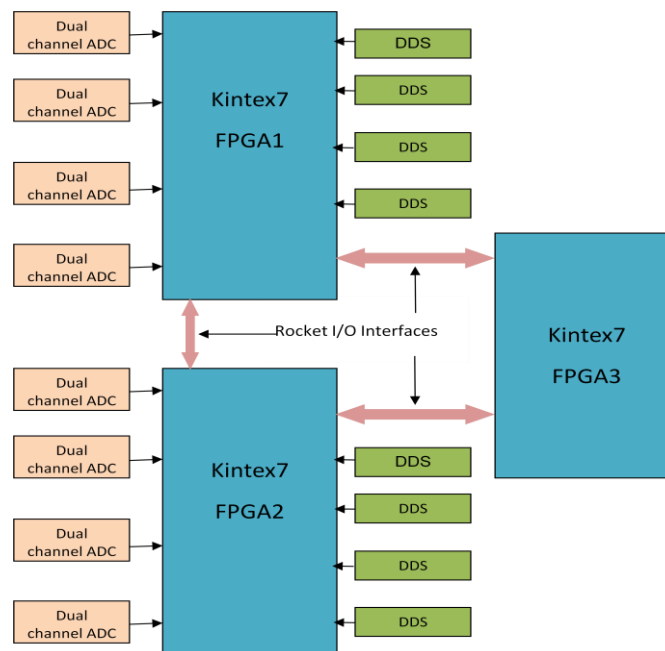 Dual
channel ADC
Dual
channel ADC
Dual
channel ADC
Dual
channel ADC
Kintex7
FPGA1
DDS
DDS
DDS
DDS
Rocket I/O Interfaces
Kintex7
FPGA3
Dual
channel ADC
Dual
channel ADC
Dual
channel ADC
Dual
channel ADC
Kintex7
FPGA2
DDS
DDS
DDS
DDS